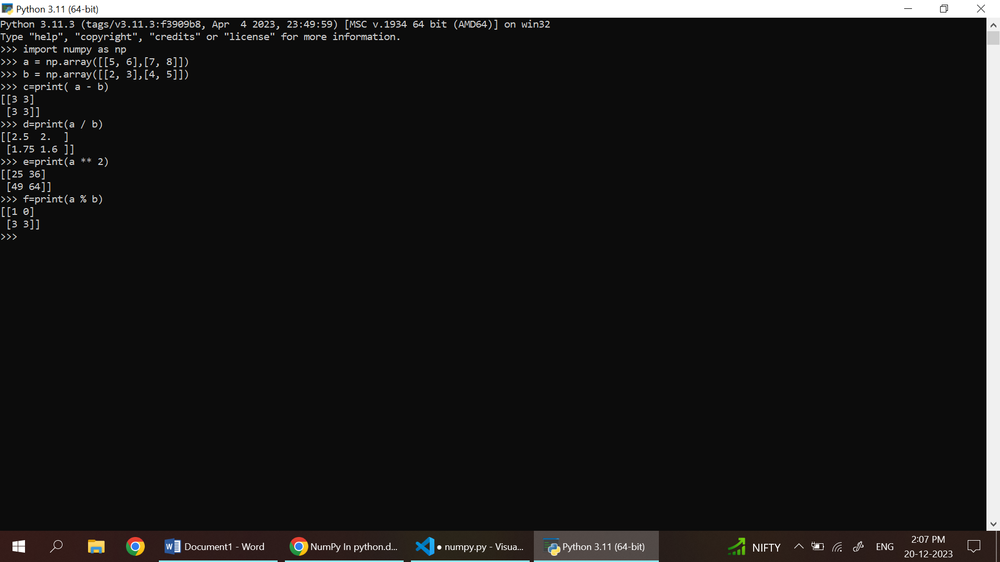 Python 3.11 (64-bit)
Python 3.11.3 (tags/v3.11.3:f3909b8, Apr  4 2023, 23:49:59) [MSC v.1934 64 bit (AMD64)] on win32
Type "help", "copyright", "credits" or "license" for more information.
>>> import numpy as np
>>> a = np.array([[5, 6],[7, 8]])
>>> b = np.array([[2, 3],[4, 5]])
>>> c=print( a - b)
[[3 3]
 [3 3]]
>>> d=print(a / b)
[[2.5  2.  ]
 [1.75 1.6 ]]
>>> e=print(a ** 2)
[[25 36]
 [49 64]]
>>> f=print(a % b)
[[1 0]
 [3 3]]
>>>
Document1 - Word
NumPy In python.d...
● numpy.py - Visua...
Python 3.11 (64-bit)
NIFTY
ENG
2:07 PM
20-12-2023